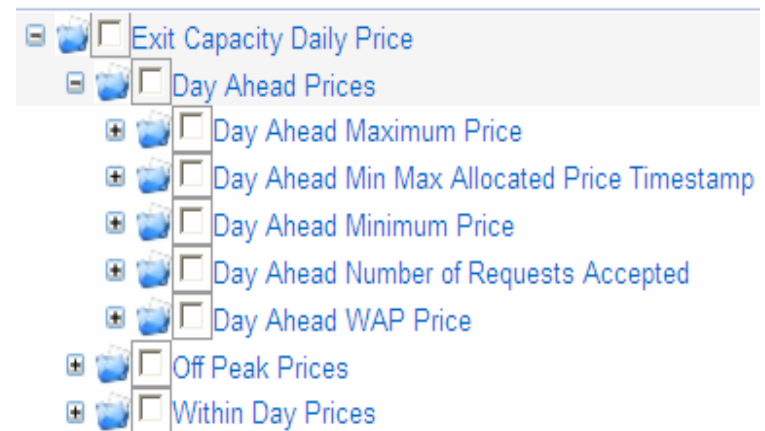 Exit Capacity Daily Price
Day Ahead Prices
Day Ahead Maximum Price
Day Ahead Min Max Allocated Price Timestamp
Day Ahead Minimum Price
Day Ahead Number of Requests Accepted
Day Ahead WAP Price
Off Peak Prices
Within Day Prices